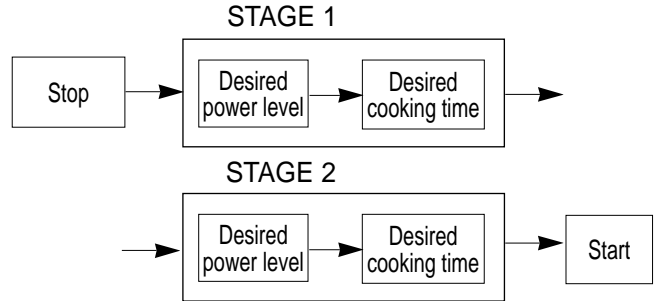 STAGE 1
Stop
Desired
power level
Desired
cooking time
STAGE 2
Desired
power level
Desired
cooking time
Start